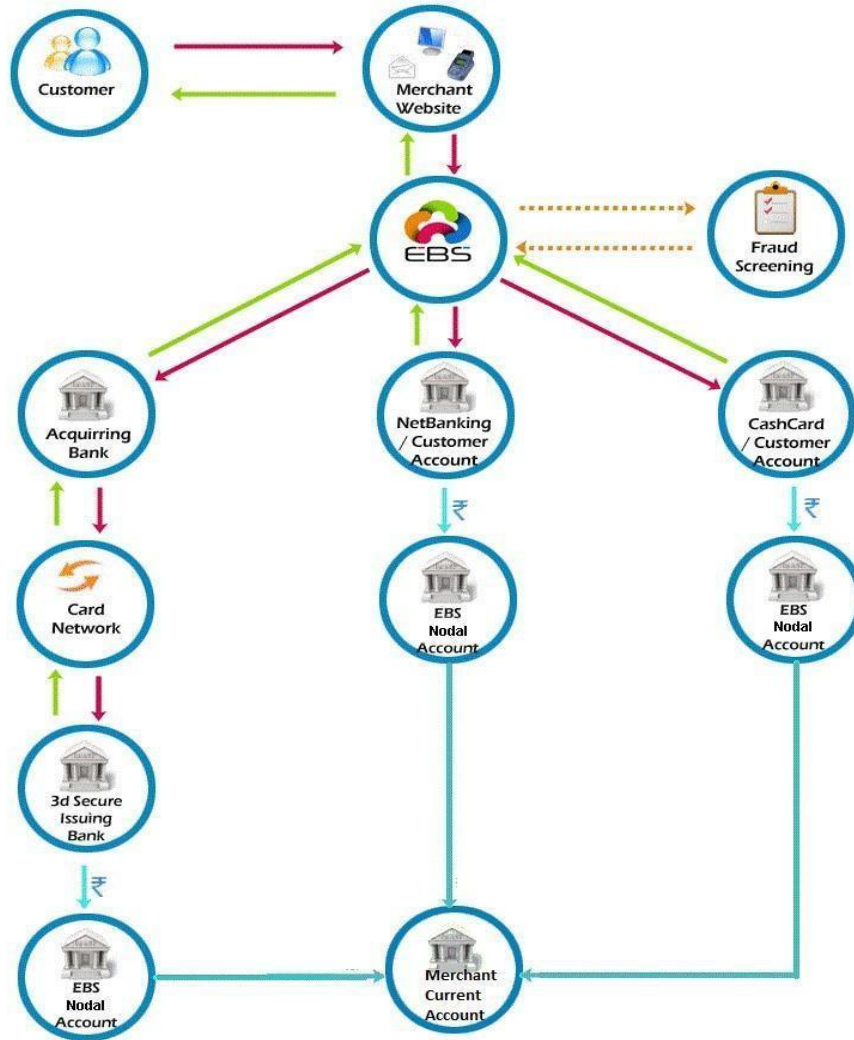 Customer
Merchant
Website
EBS
Fraud
Screening
Acquirring
Bank
NetBanking
/ Customer
Account
CashCard
/ Customer
Account
₹
₹
Card
Network
EBS
Nodal
Account
EBS
Nodal
Account
3d Secure
Issuing
Bank
₹
EBS
Nodal
Account
Merchant
Current
Account